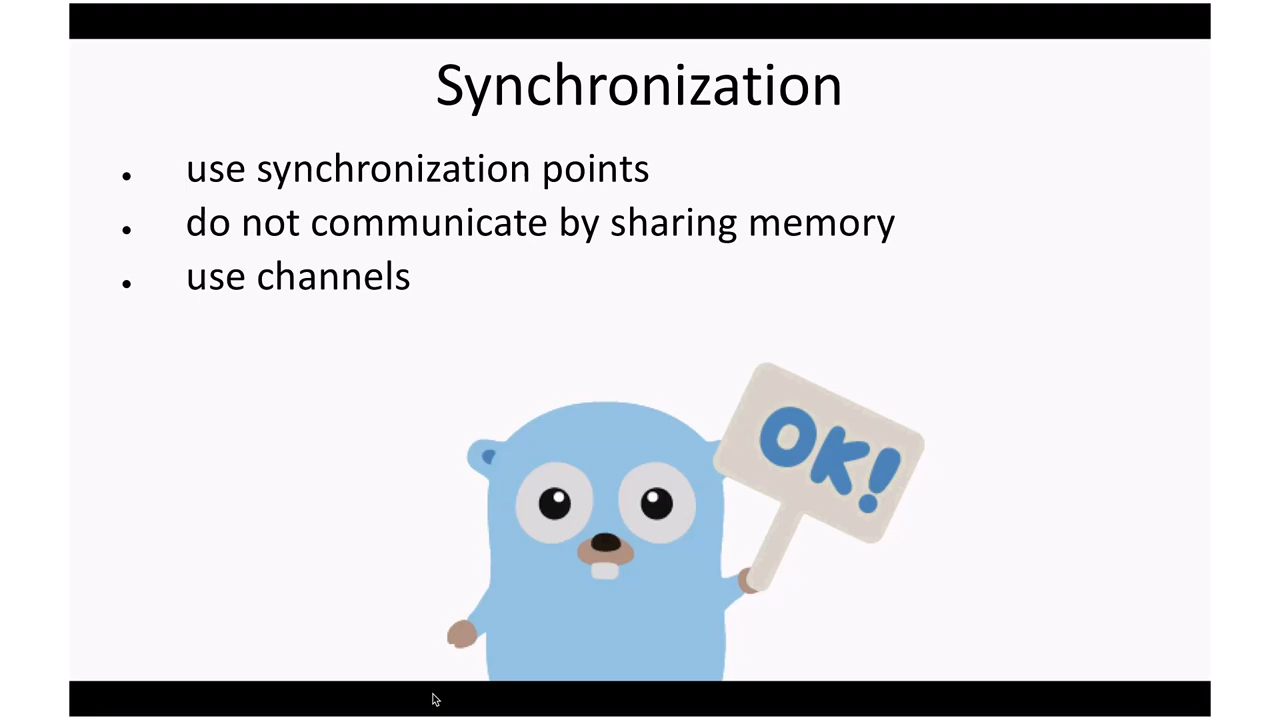 Synchronization
• use synchronization points
• do not communicate by sharing memory
• use channels
OK!